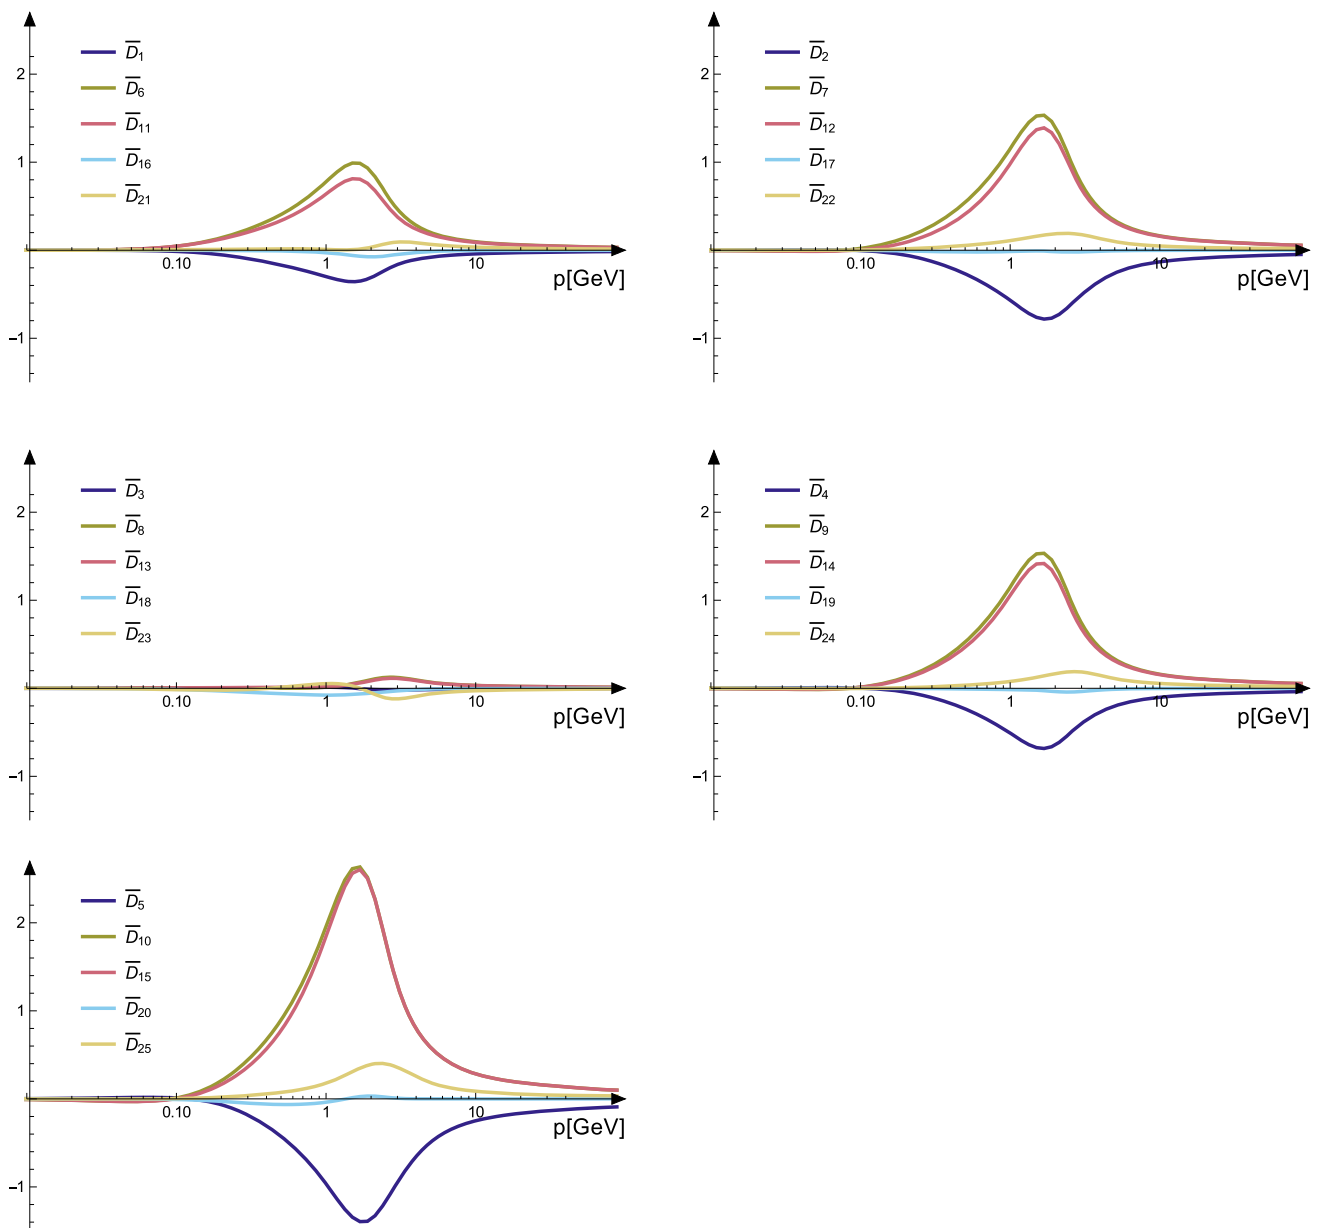 D̅₁
D̅₆
D̅₁₁
D̅₁₆
D̅₂₁
2
1
−1
0.10 1 10
p[GeV]
D̅₂
D̅₇
D̅₁₂
D̅₁₇
D̅₂₂
2
1
−1
0.10 1 10
p[GeV]
D̅₃
D̅₈
D̅₁₃
D̅₁₈
D̅₂₃
2
1
−1
0.10 1 10
p[GeV]
D̅₄
D̅₉
D̅₁₄
D̅₁₉
D̅₂₄
2
1
−1
0.10 1 10
p[GeV]
D̅₅
D̅₁₀
D̅₁₅
D̅₂₀
D̅₂₅
2
1
−1
0.10 1 10
p[GeV]